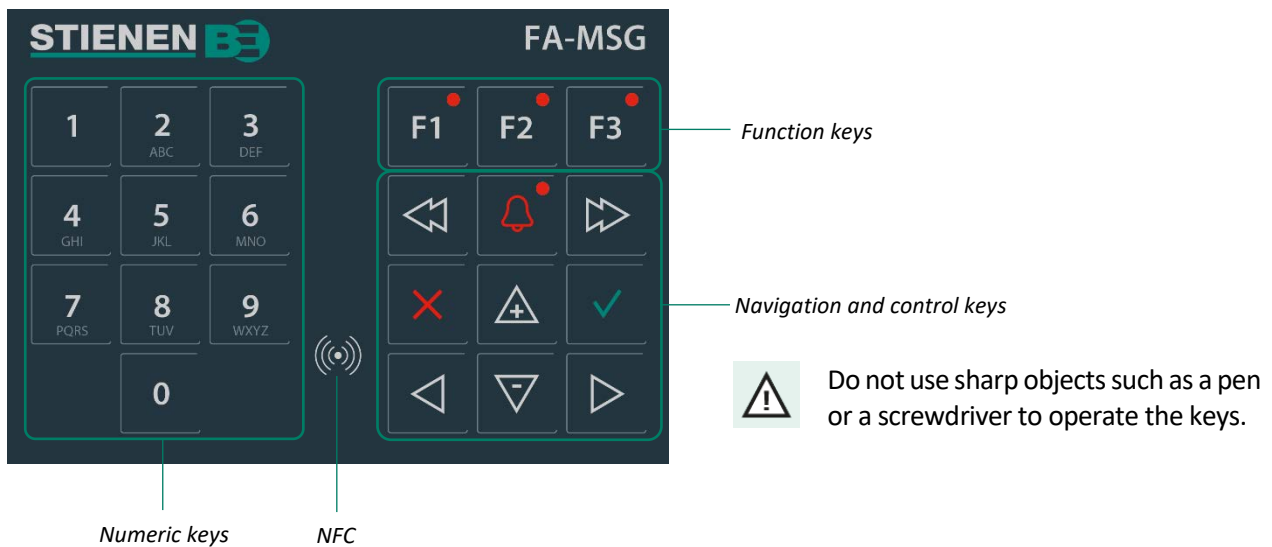 STIENEN BE
FA-MSG
1
2
ABC
3
DEF
4
GHI
5
JKL
6
MNO
7
PQRS
8
TUV
9
WXYZ
0
F1
F2
F3
+
-
Function keys
Navigation and control keys
!
Do not use sharp objects such as a pen
or a screwdriver to operate the keys.
Numeric keys
NFC